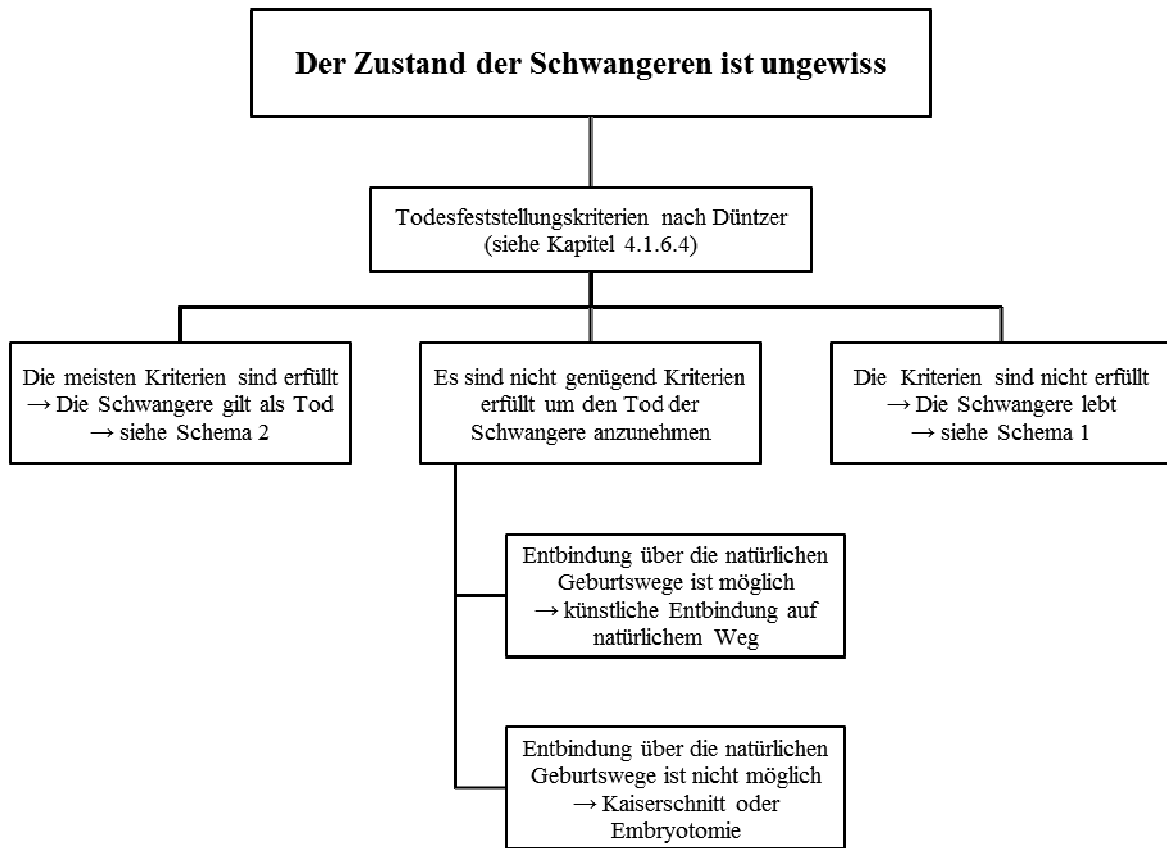 Der Zustand der Schwangeren ist ungewiss
Todesfeststellungskriterien nach Düntzer
(siehe Kapitel 4.1.6.4)
Die meisten Kriterien sind erfüllt
→ Die Schwangere gilt als Tod
→ siehe Schema 2
Es sind nicht genügend Kriterien
erfüllt um den Tod der
Schwangere anzunehmen
Die Kriterien sind nicht erfüllt
→ Die Schwangere lebt
→ siehe Schema 1
Entbindung über die natürlichen
Geburtswege ist möglich
→ künstliche Entbindung auf
natürlichem Weg
Entbindung über die natürlichen
Geburtswege ist nicht möglich
→ Kaiserschnitt oder
Embryotomie